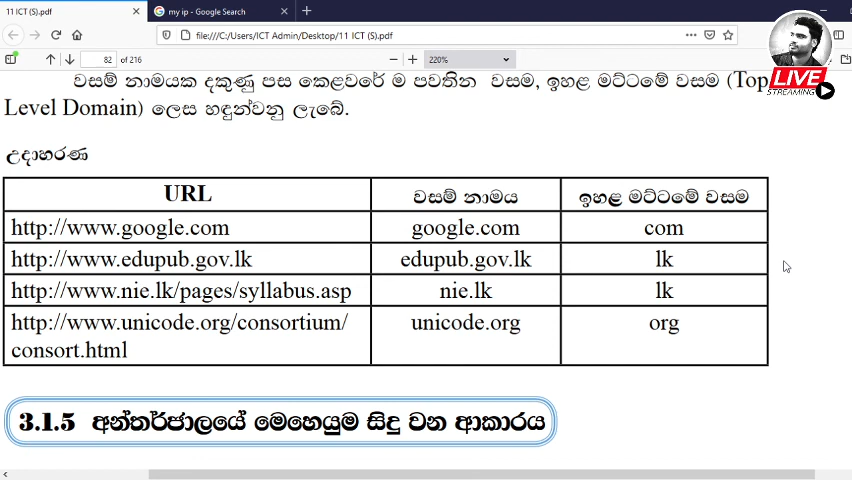 11 ICT (S).pdf
my ip - Google Search
file:///C:/Users/ICT Admin/Desktop/11 ICT (S).pdf
82 of 216
220%
LIVE
STREAMING
වසම් නාමයක දකුණු පස කෙළවරේ ම පවතින වසම, ඉහළ මට්ටමේ වසම (Top
Level Domain) ලෙස හඳුන්වනු ලැබේ.
උදාහරණ
URL වසම් නාමය ඉහළ මට්ටමේ වසම
http://www.google.com google.com com
http://www.edupub.gov.lk edupub.gov.lk lk
http://www.nie.lk/pages/syllabus.asp nie.lk lk
http://www.unicode.org/consortium/ unicode.org org
consort.html
3.1.5 අන්තර්ජාලයේ මෙහෙයුම සිදු වන ආකාරය